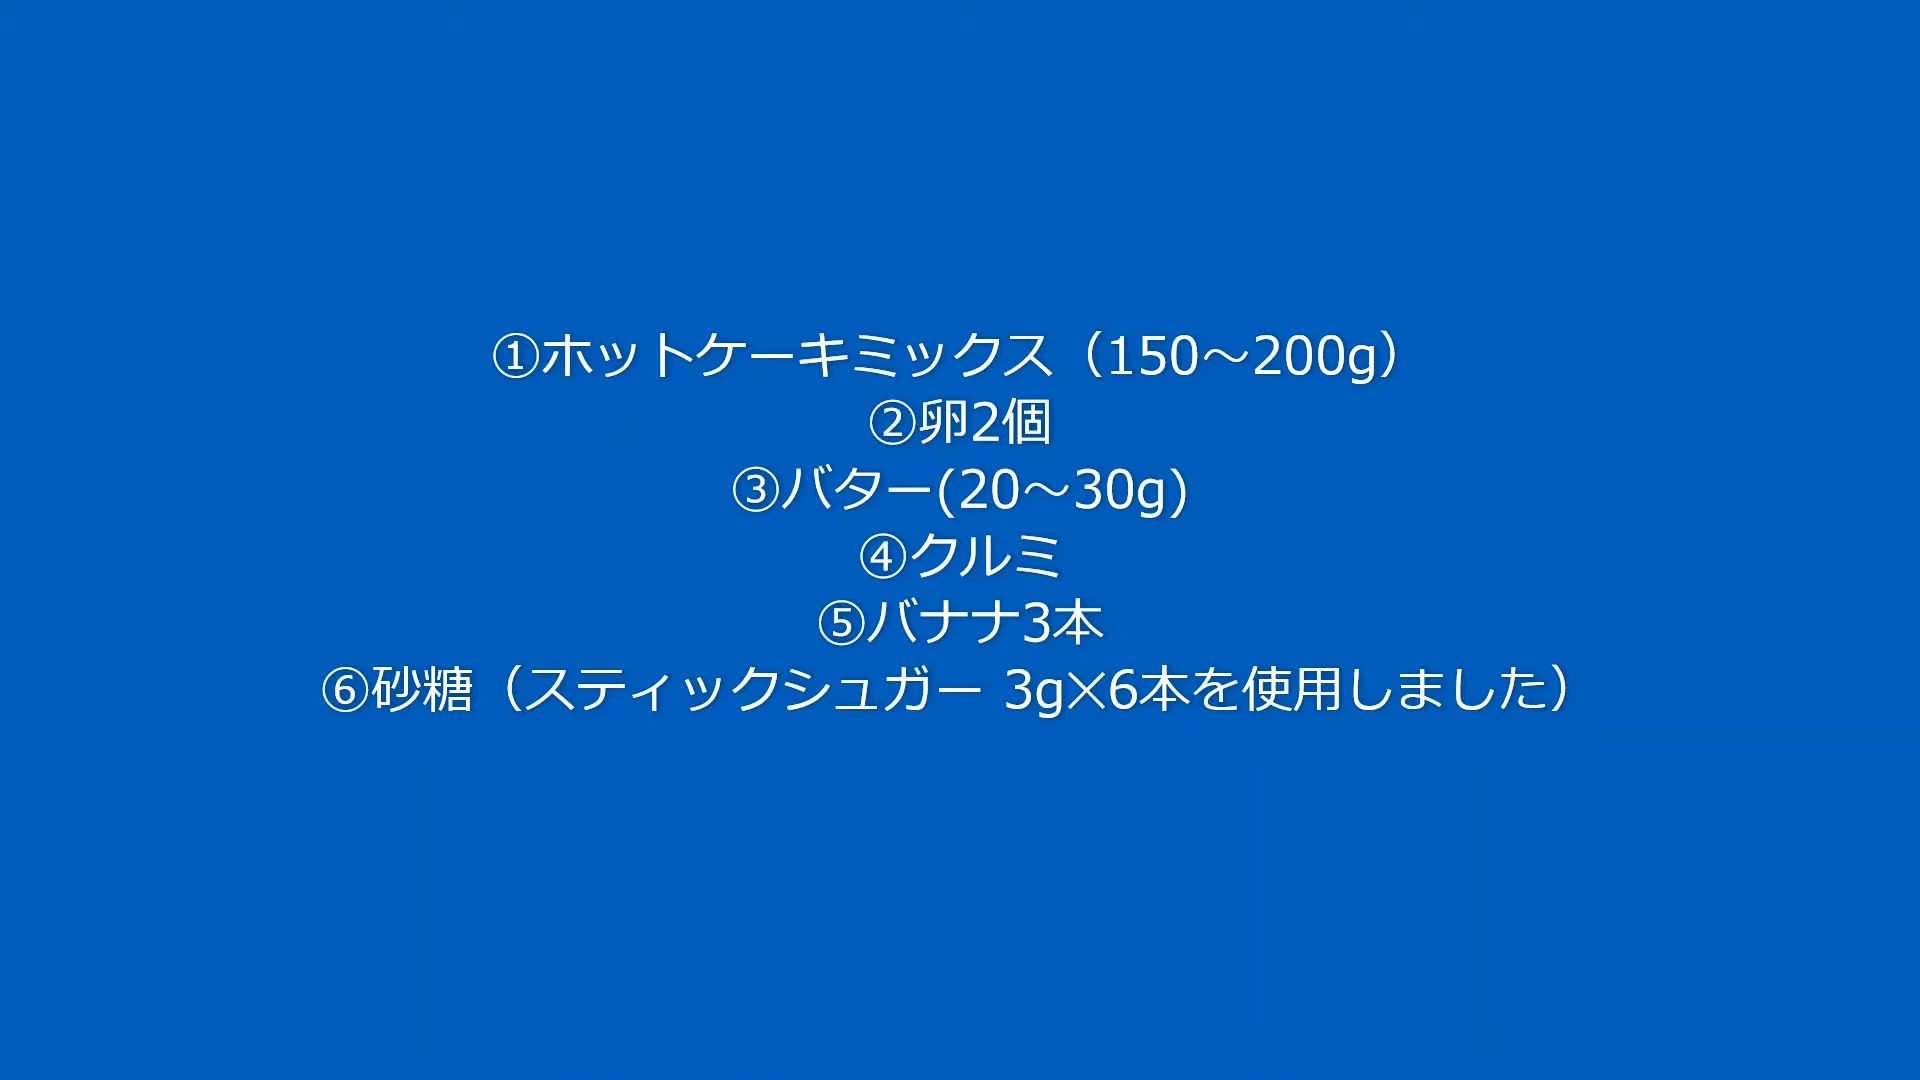 ①ホットケーキミックス（150～200g）
②卵2個
③バター(20～30g)
④クルミ
⑤バナナ3本
⑥砂糖（スティックシュガー 3g×6本を使用しました）